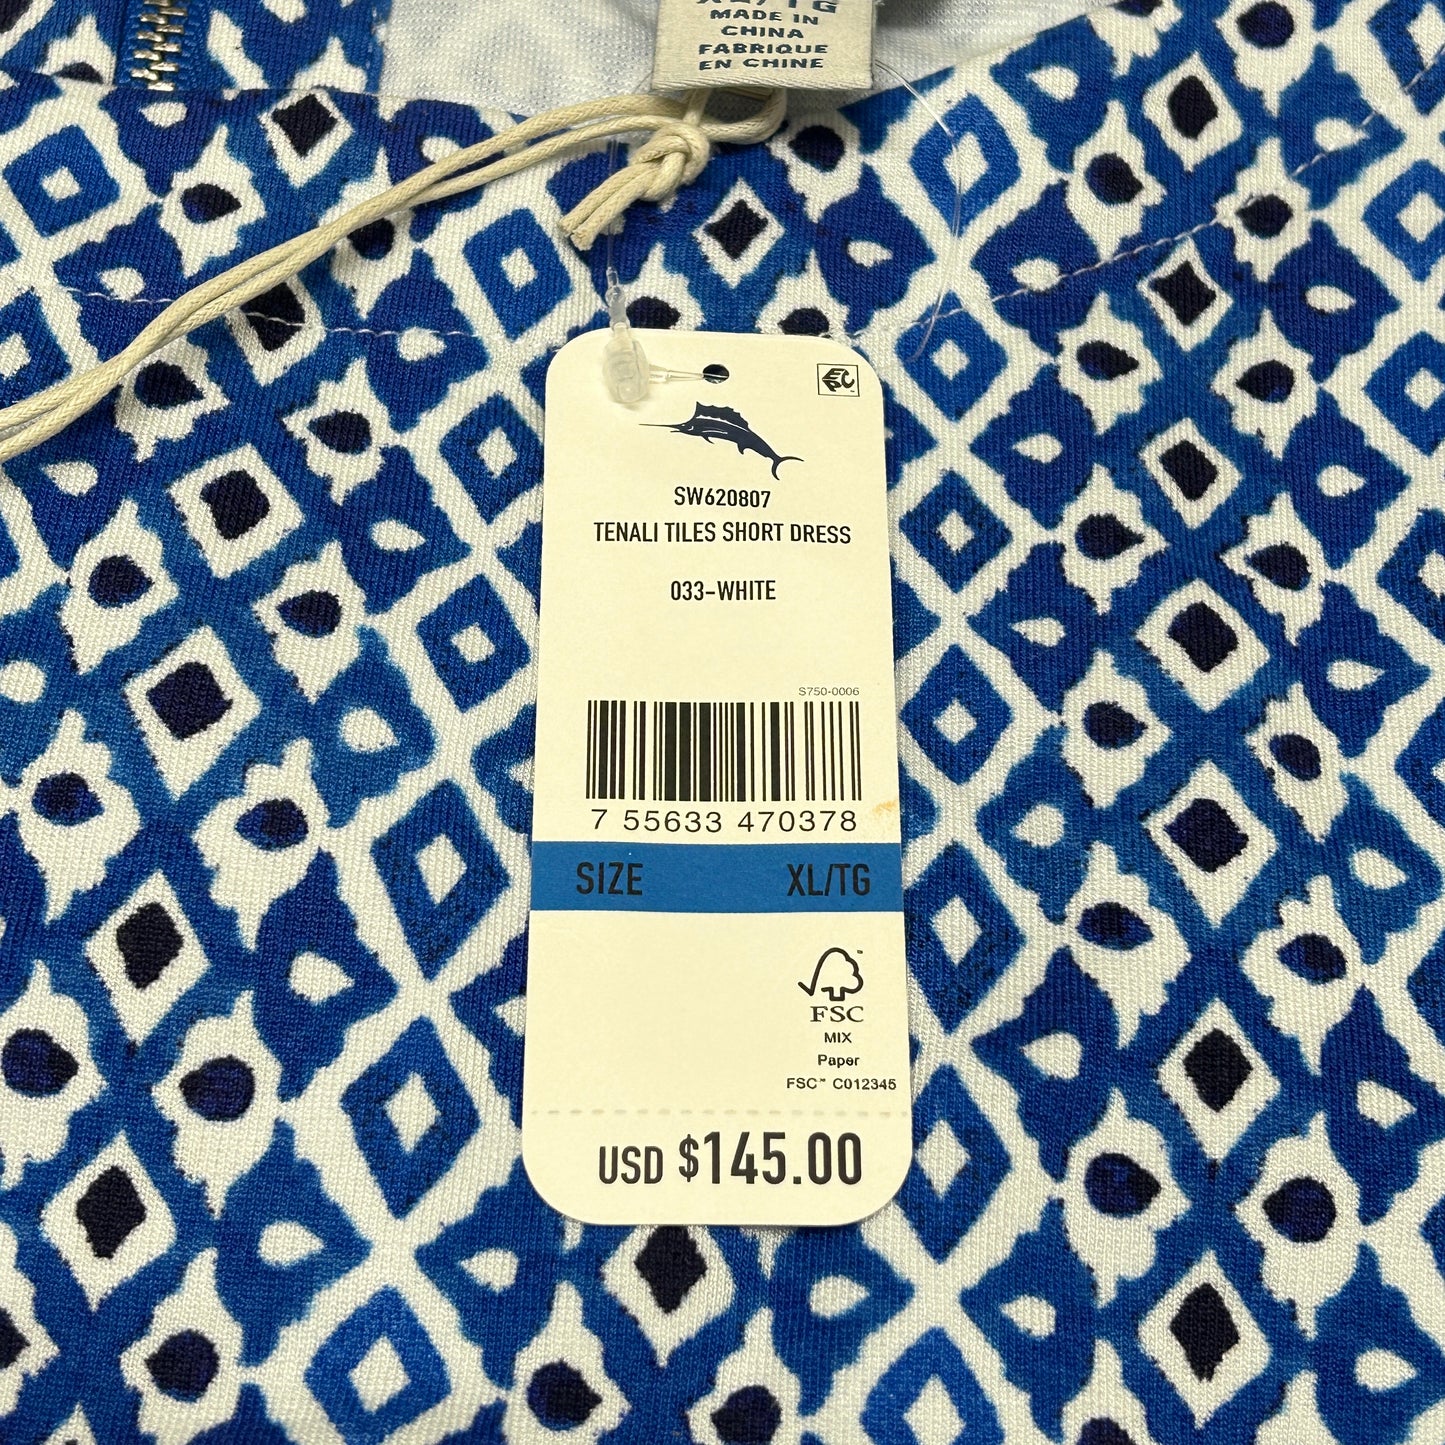 XL/TG
MADE IN
CHINA
FABRIQUE
EN CHINE
EPC
SW620807
TENALI TILES SHORT DRESS
033-WHITE
S750-0006
7 55633 470378
SIZE XL/TG
FSC
MIX
Paper
FSC™ C012345
USD $145.00